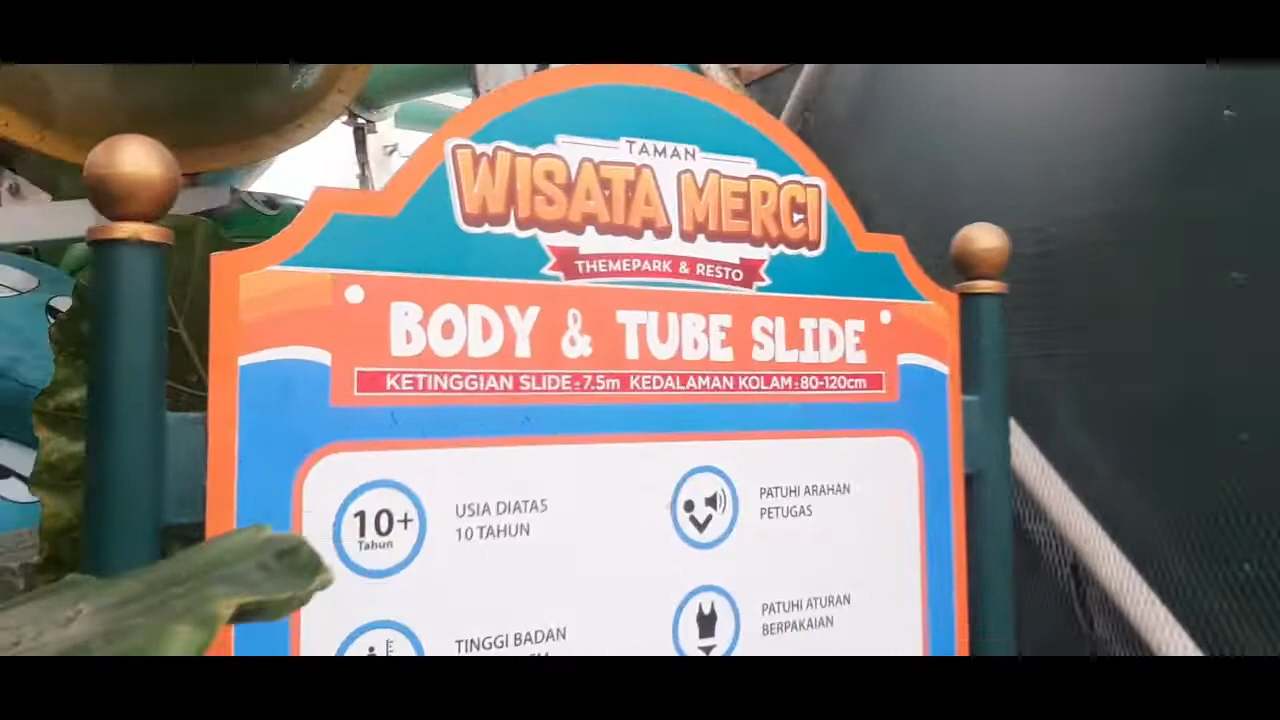 TAMAN
WISATA MERCI
THEMEPARK & RESTO
BODY & TUBE SLIDE
KETINGGIAN SLIDE±7.5m KEDALAMAN KOLAM±80-120cm
10+
Tahun
USIA DIATAS
10 TAHUN
PATUHI ARAHAN
PETUGAS
TINGGI BADAN
PATUHI ATURAN
BERPAKAIAN